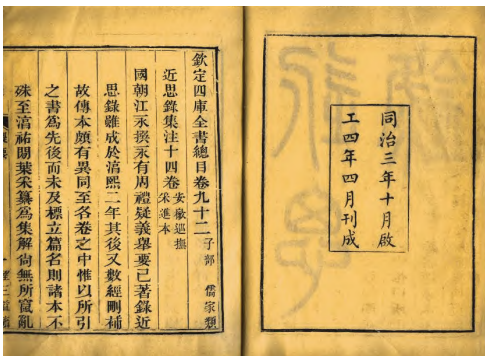 同治三年十月啟
工四年四月刊成
欽定四庫全書總目卷九十二子部 儒家類
近思錄集注十四卷安徽巡撫采進本
國朝江永撰永有周禮疑義舉要已著錄近
思錄雖成於淳熙二年其後又數經刪補
故傳本頗有異同至各卷之中惟以所引
之書為先後而未及標立篇名則諸本不
殊至淳祐閒葉采纂為集解尚無所竄亂